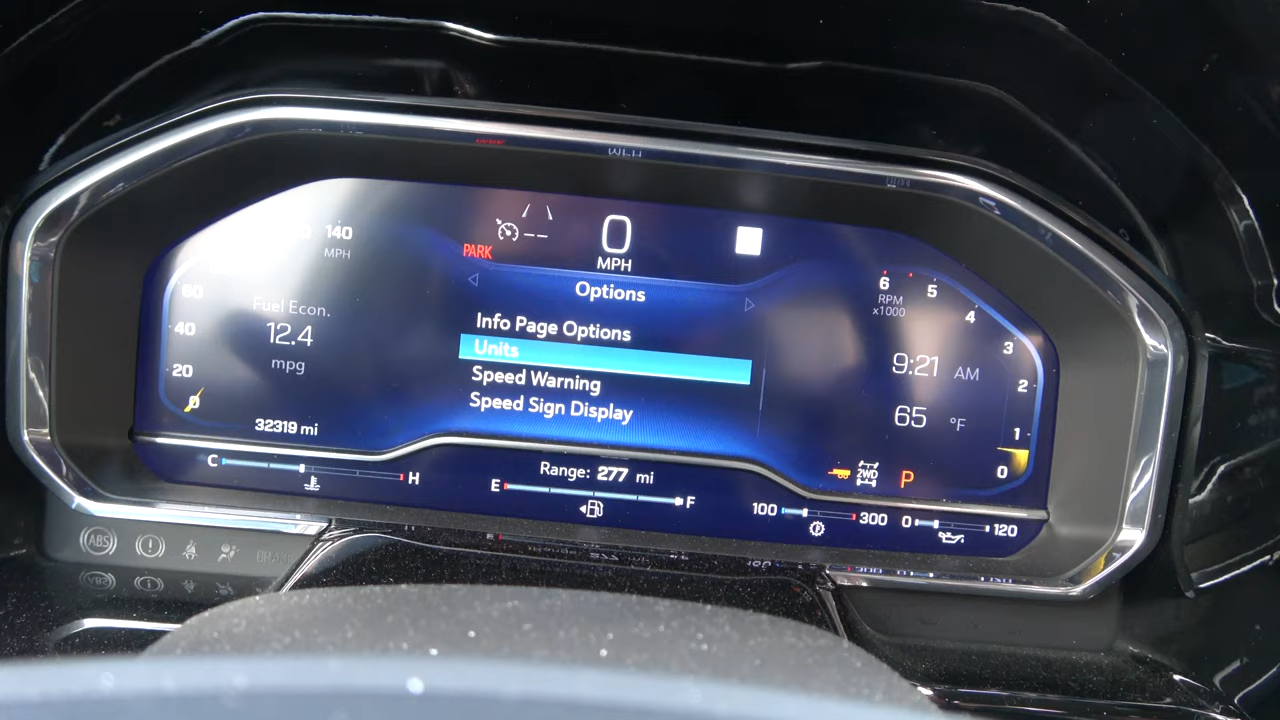 140
MPH
PARK
0
MPH
Options
Info Page Options
Units
Speed Warning
Speed Sign Display
60
40
20
0
Fuel Econ.
12.4
mpg
32319 mi
6
5
4
3
2
1
0
RPM
x1000
9:21 AM
65 °F
2WD
P
C
H
Range: 277 mi
E
F
100
300
0
120
ABS
BRAKE